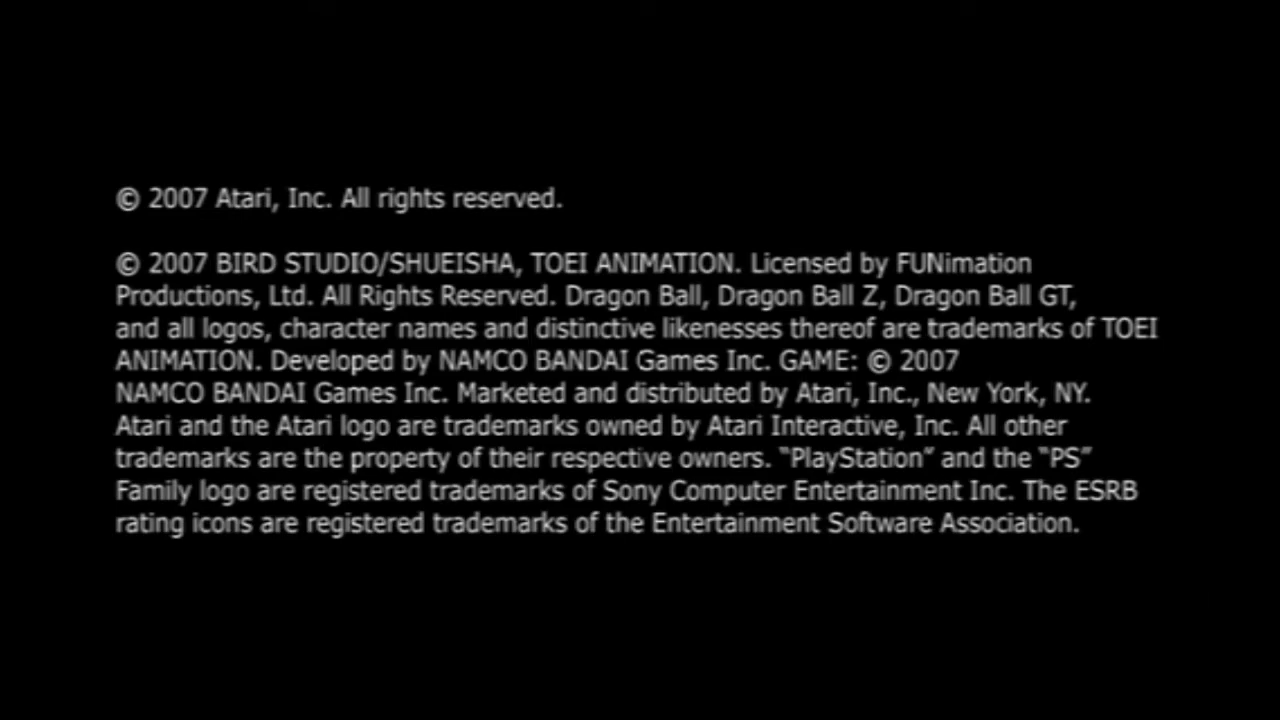 © 2007 Atari, Inc. All rights reserved.
© 2007 BIRD STUDIO/SHUEISHA, TOEI ANIMATION. Licensed by FUNimation
Productions, Ltd. All Rights Reserved. Dragon Ball, Dragon Ball Z, Dragon Ball GT,
and all logos, character names and distinctive likenesses thereof are trademarks of TOEI
ANIMATION. Developed by NAMCO BANDAI Games Inc. GAME: © 2007
NAMCO BANDAI Games Inc. Marketed and distributed by Atari, Inc., New York, NY.
Atari and the Atari logo are trademarks owned by Atari Interactive, Inc. All other
trademarks are the property of their respective owners. “PlayStation” and the “PS”
Family logo are registered trademarks of Sony Computer Entertainment Inc. The ESRB
rating icons are registered trademarks of the Entertainment Software Association.